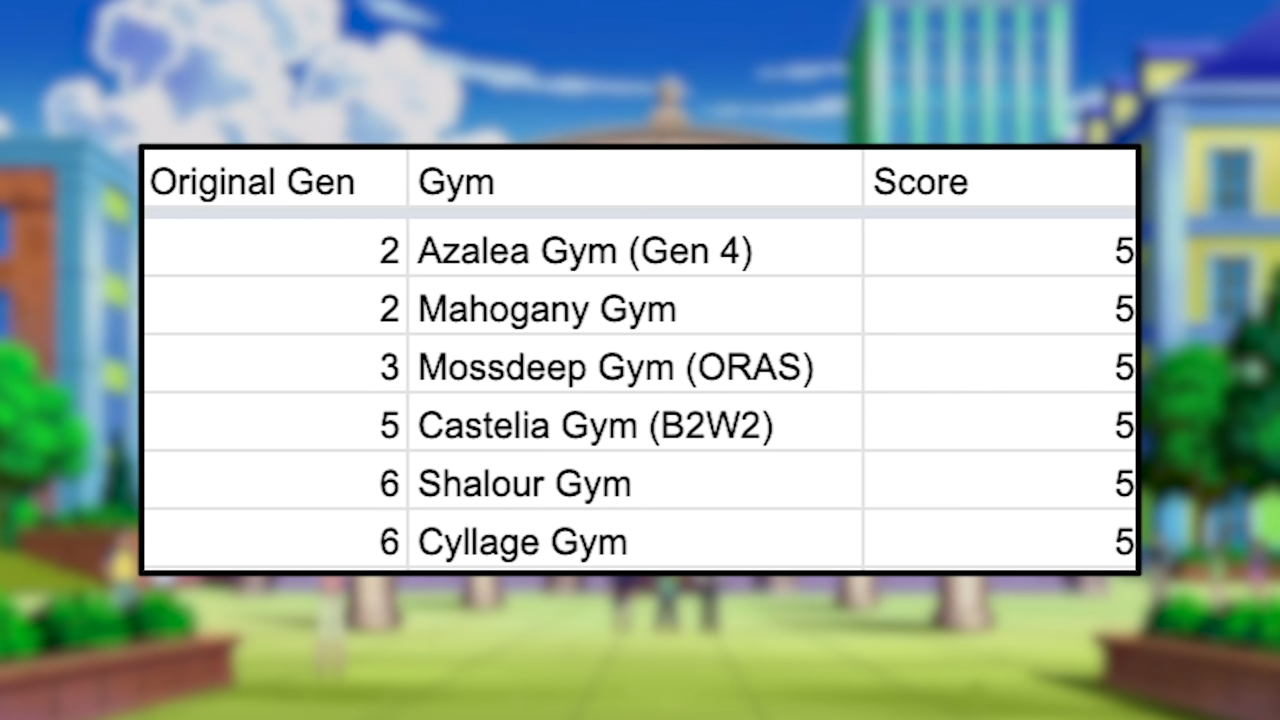 Original Gen Gym Score
2 Azalea Gym (Gen 4) 5
2 Mahogany Gym 5
3 Mossdeep Gym (ORAS) 5
5 Castelia Gym (B2W2) 5
6 Shalour Gym 5
6 Cyllage Gym 5